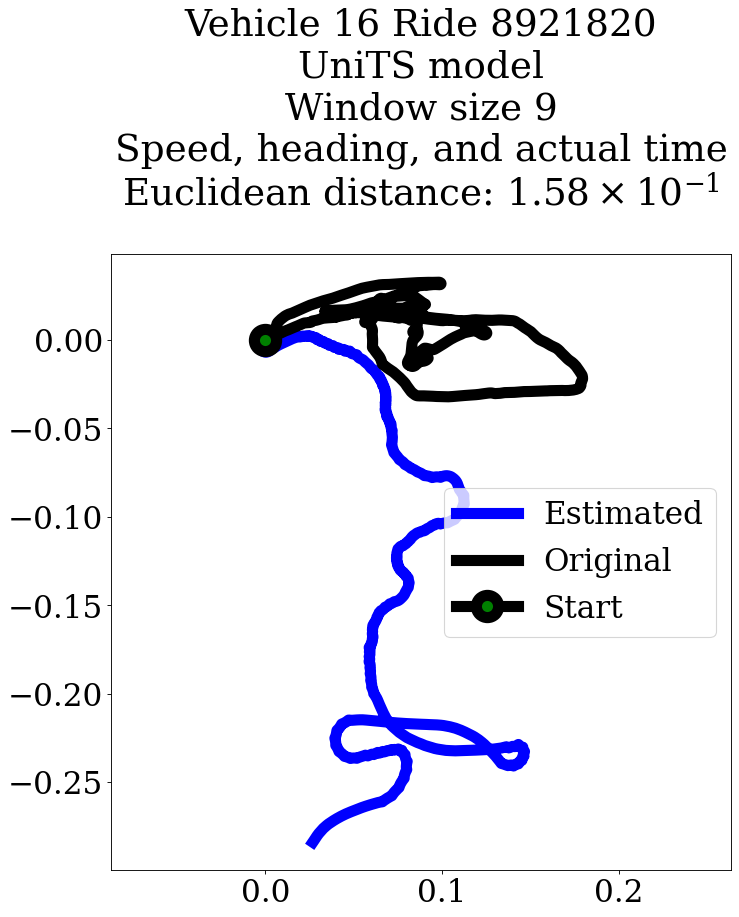 Vehicle 16 Ride 8921820
UniTS model
Window size 9
Speed, heading, and actual time
Euclidean distance: 1.58 × 10⁻¹
0.00
−0.05
−0.10
−0.15
−0.20
−0.25
Estimated
Original
Start
0.0 0.1 0.2